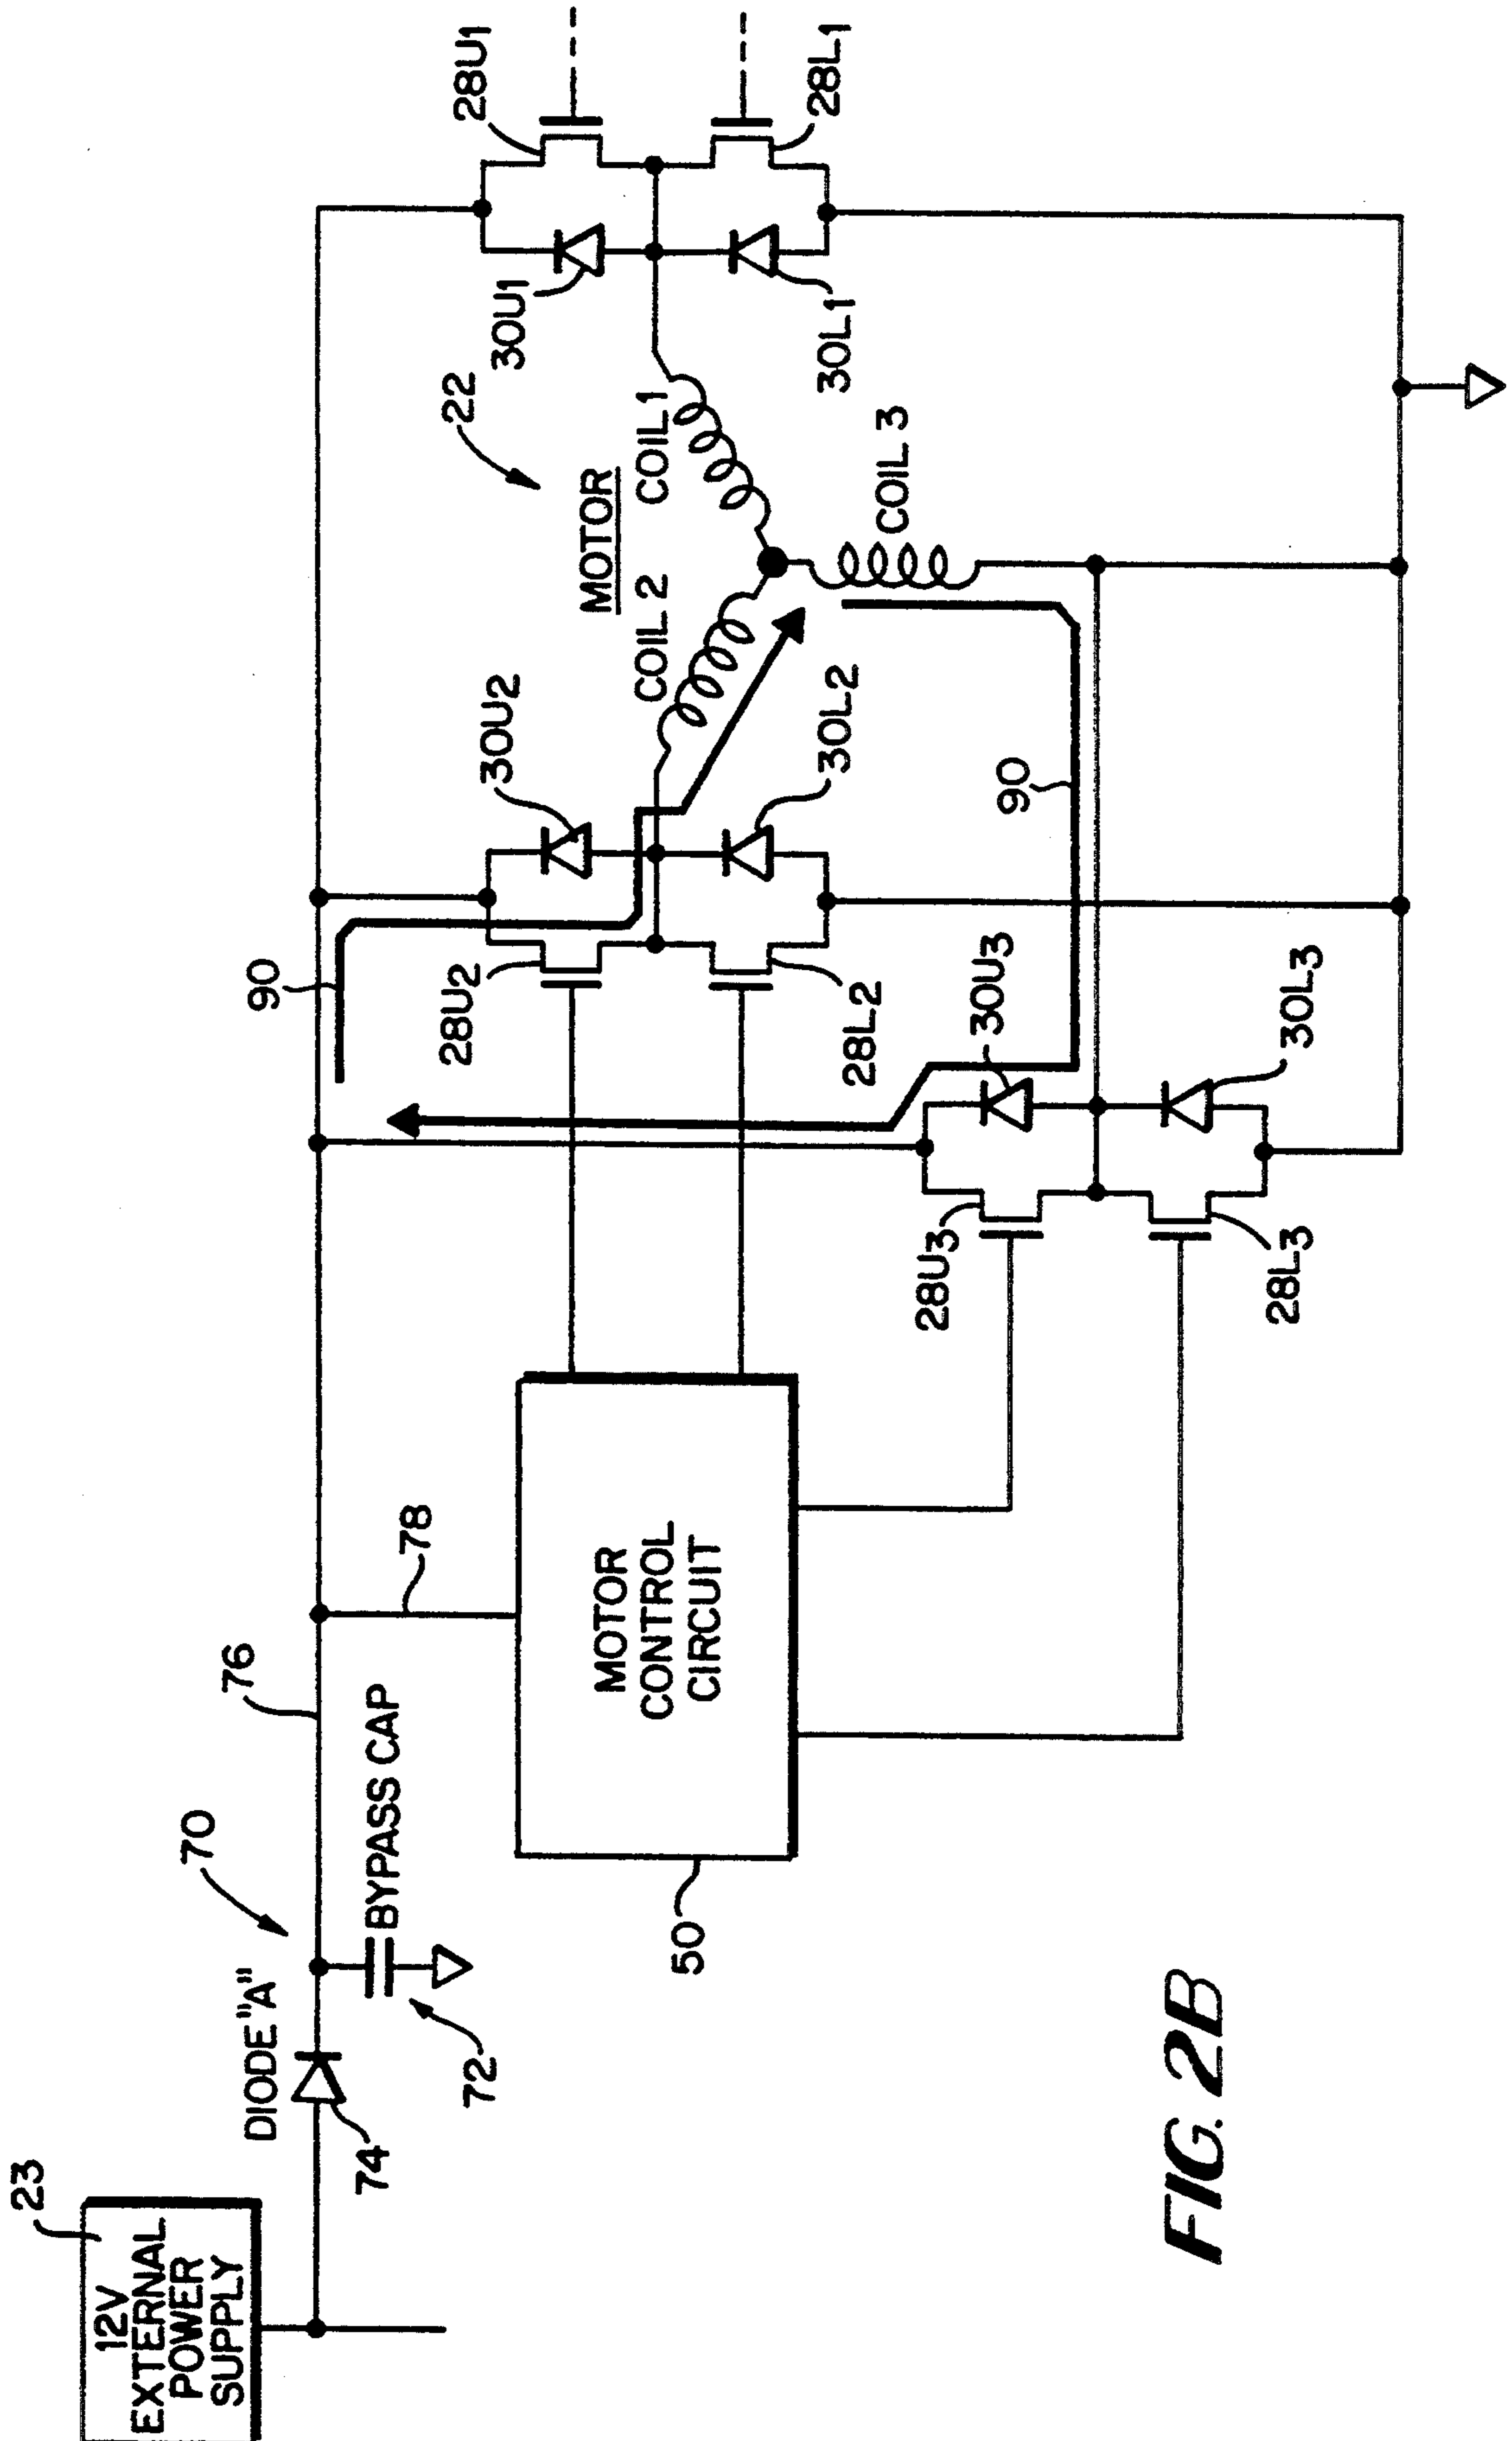 23
12V
EXTERNAL
POWER
SUPPLY
DIODE "A"
74
70
72
BYPASS CAP
76
78
50
MOTOR
CONTROL
CIRCUIT
90
28U2
30U2
28L2
30L2
28U3
30U3
28L3
30L3
90
22
MOTOR
COIL 2
COIL 1
COIL 3
30U1
28U1
30L1
28L1
FIG. 2B